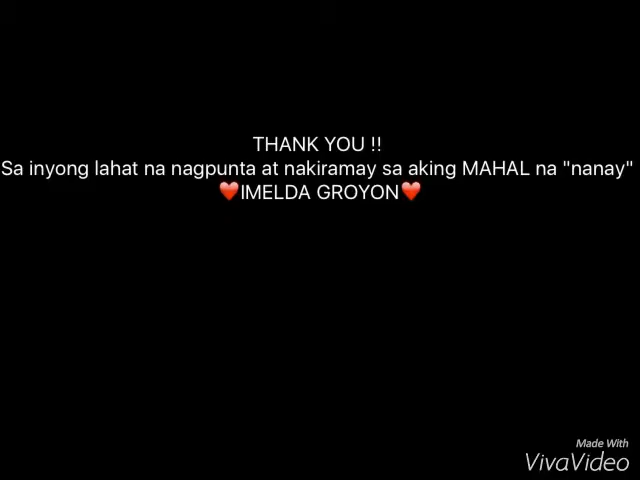 THANK YOU !!
Sa inyong lahat na nagpunta at nakiramay sa aking MAHAL na "nanay"
❤️IMELDA GROYON❤️
Made With
VivaVideo